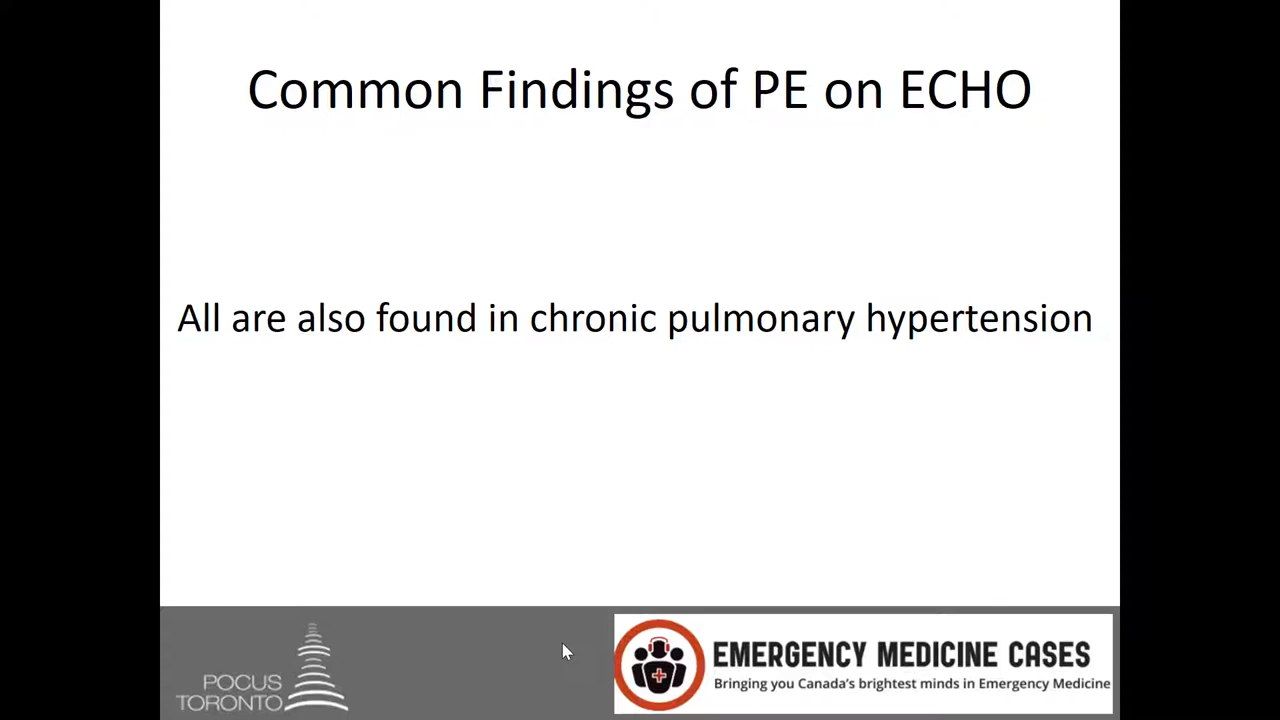 Common Findings of PE on ECHO
All are also found in chronic pulmonary hypertension
POCUS
TORONTO
EMERGENCY MEDICINE CASES
Bringing you Canada's brightest minds in Emergency Medicine